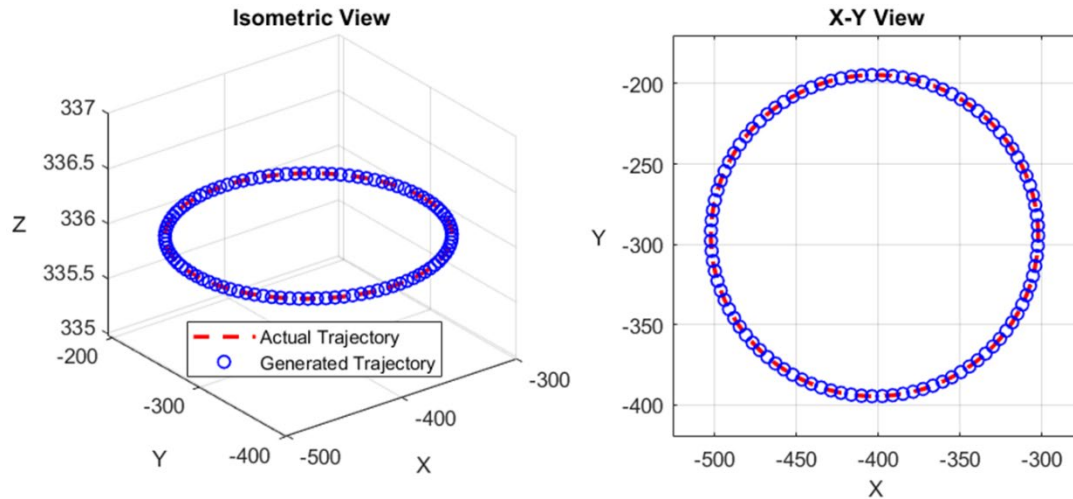 Isometric View
337
336.5
336
335.5
335
Z
-200
-300
-400
Y
-500
-400
-300
X
Actual Trajectory
Generated Trajectory
X-Y View
-200
-250
-300
-350
-400
Y
-500
-450
-400
-350
-300
X